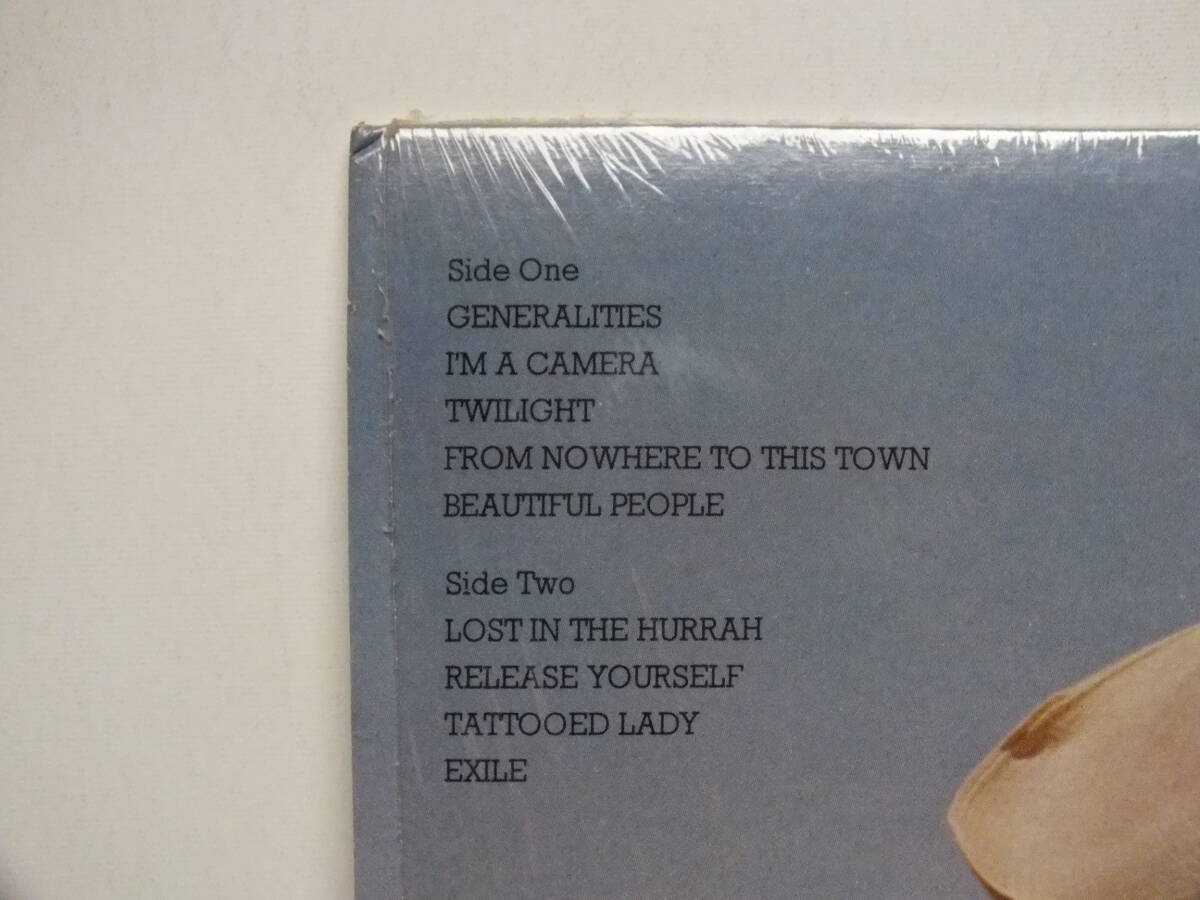 Side One
GENERALITIES
I'M A CAMERA
TWILIGHT
FROM NOWHERE TO THIS TOWN
BEAUTIFUL PEOPLE
Side Two
LOST IN THE HURRAH
RELEASE YOURSELF
TATTOOED LADY
EXILE